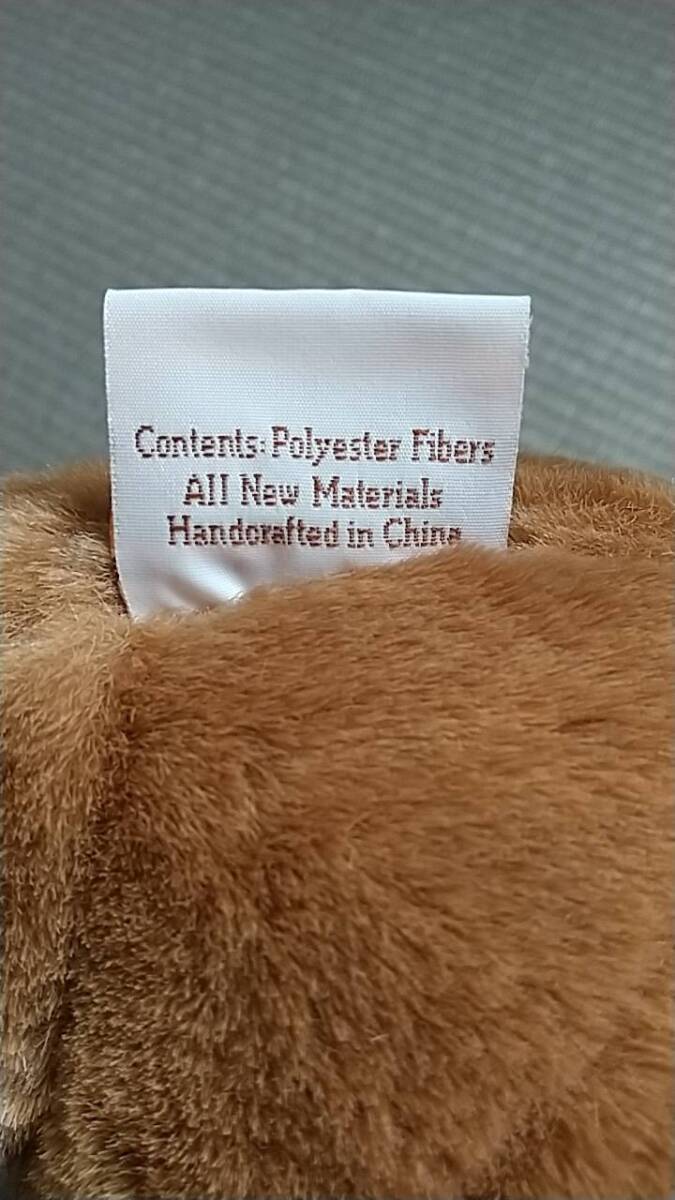 Contents: Polyester Fibers
All New Materials
Handcrafted in China